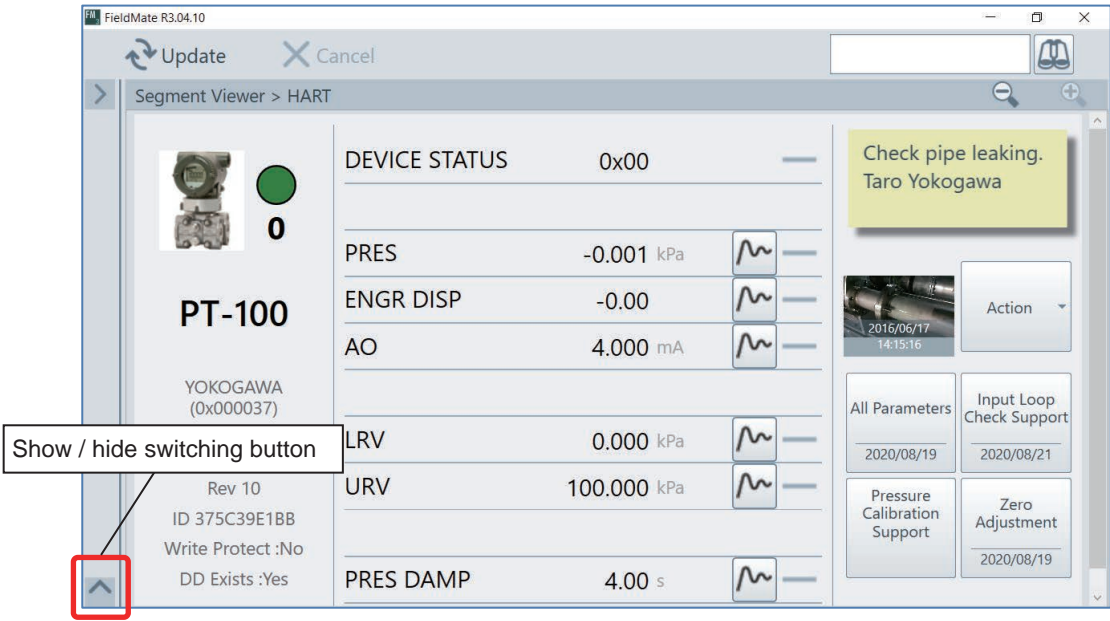 FM
FieldMate R3.04.10
Update
Cancel
Segment Viewer > HART
0
PT-100
YOKOGAWA
(0x000037)
Show / hide switching button
Rev 10
ID 375C39E1BB
Write Protect :No
DD Exists :Yes
DEVICE STATUS 0x00
PRES -0.001 kPa
ENGR DISP -0.00
AO 4.000 mA
LRV 0.000 kPa
URV 100.000 kPa
PRES DAMP 4.00 s
Check pipe leaking.
Taro Yokogawa
2016/06/17
14:15:16
Action
All Parameters
2020/08/19
Input Loop
Check Support
2020/08/21
Pressure
Calibration
Support
Zero
Adjustment
2020/08/19